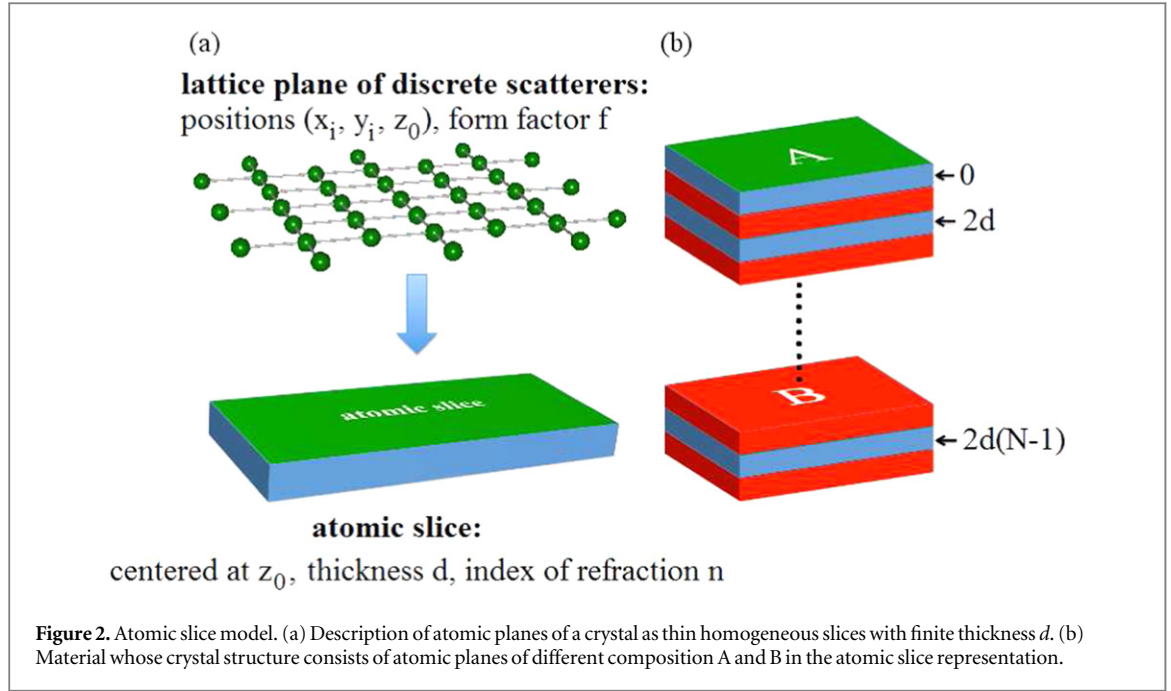 (a)
lattice plane of discrete scatterers:
positions (xᵢ, yᵢ, z₀), form factor f
atomic slice
atomic slice:
centered at z₀, thickness d, index of refraction n
(b)
A
0
2d
B
2d(N-1)
Figure 2. Atomic slice model. (a) Description of atomic planes of a crystal as thin homogeneous slices with finite thickness d. (b)
Material whose crystal structure consists of atomic planes of different composition A and B in the atomic slice representation.